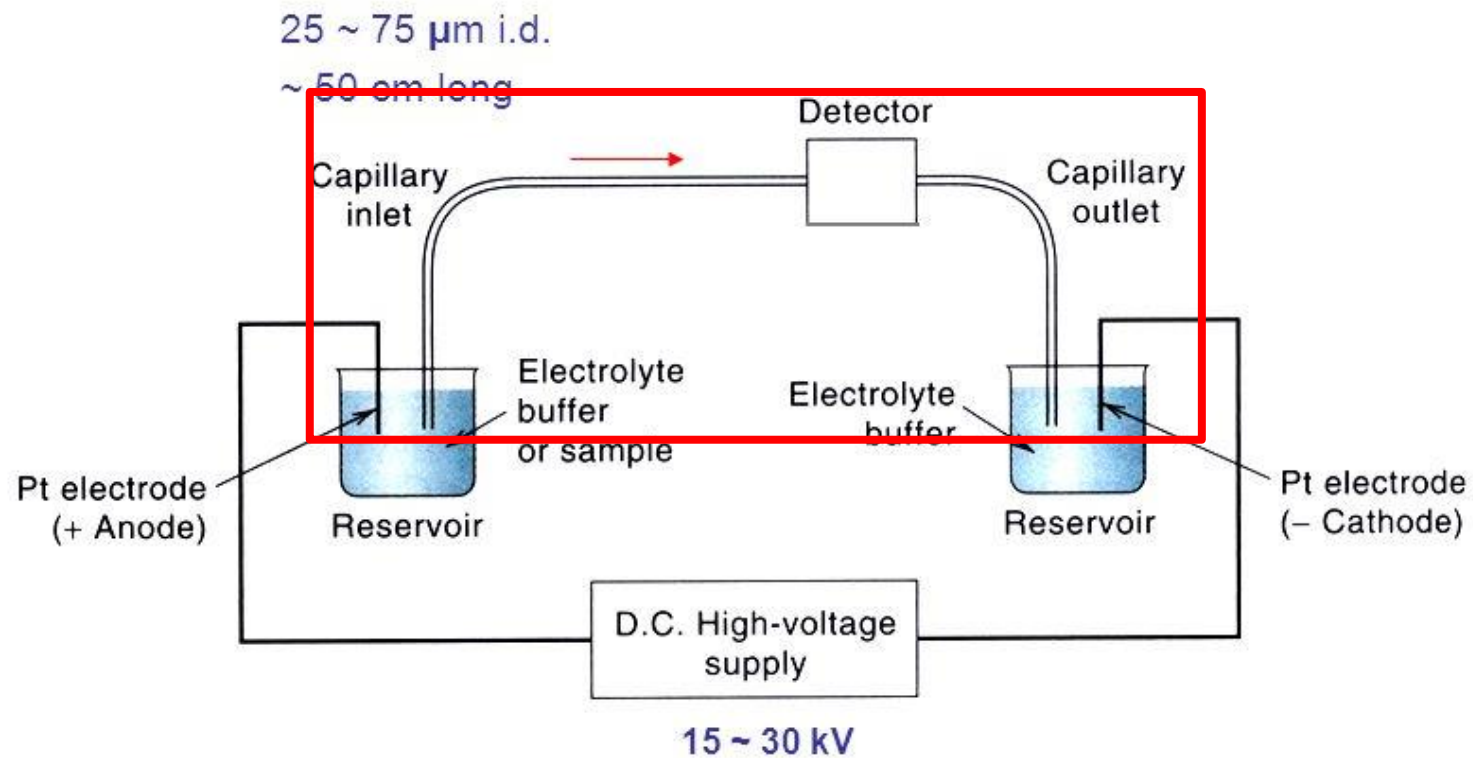 25 ~ 75 µm i.d.
~ 50 cm long
Detector
Capillary
inlet
Capillary
outlet
Electrolyte
buffer
or sample
Electrolyte
buffer
Pt electrode
(+ Anode)
Reservoir
Reservoir
Pt electrode
(– Cathode)
D.C. High-voltage
supply
15 ~ 30 kV